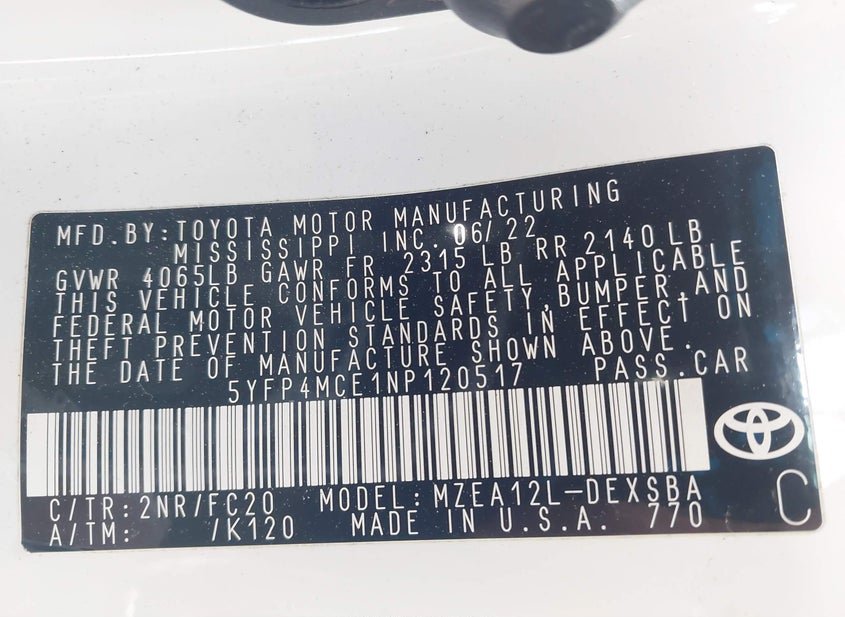 MFD.BY:TOYOTA MOTOR MANUFACTURING
MISSISSIPPI INC. 06/22
GVWR 4065LB GAWR FR 2315 LB RR 2140LB
THIS VEHICLE CONFORMS TO ALL APPLICABLE
FEDERAL MOTOR VEHICLE SAFETY,BUMPER,AND
THEFT PREVENTION STANDARDS IN EFFECT ON
THE DATE OF MANUFACTURE SHOWN ABOVE.
5YFP4MCE1NP120517 PASS.CAR
C/TR:2NR/FC20 MODEL:MZEA12L-DEXSBA
A/TM: /K120 MADE IN U.S.A. 770
C